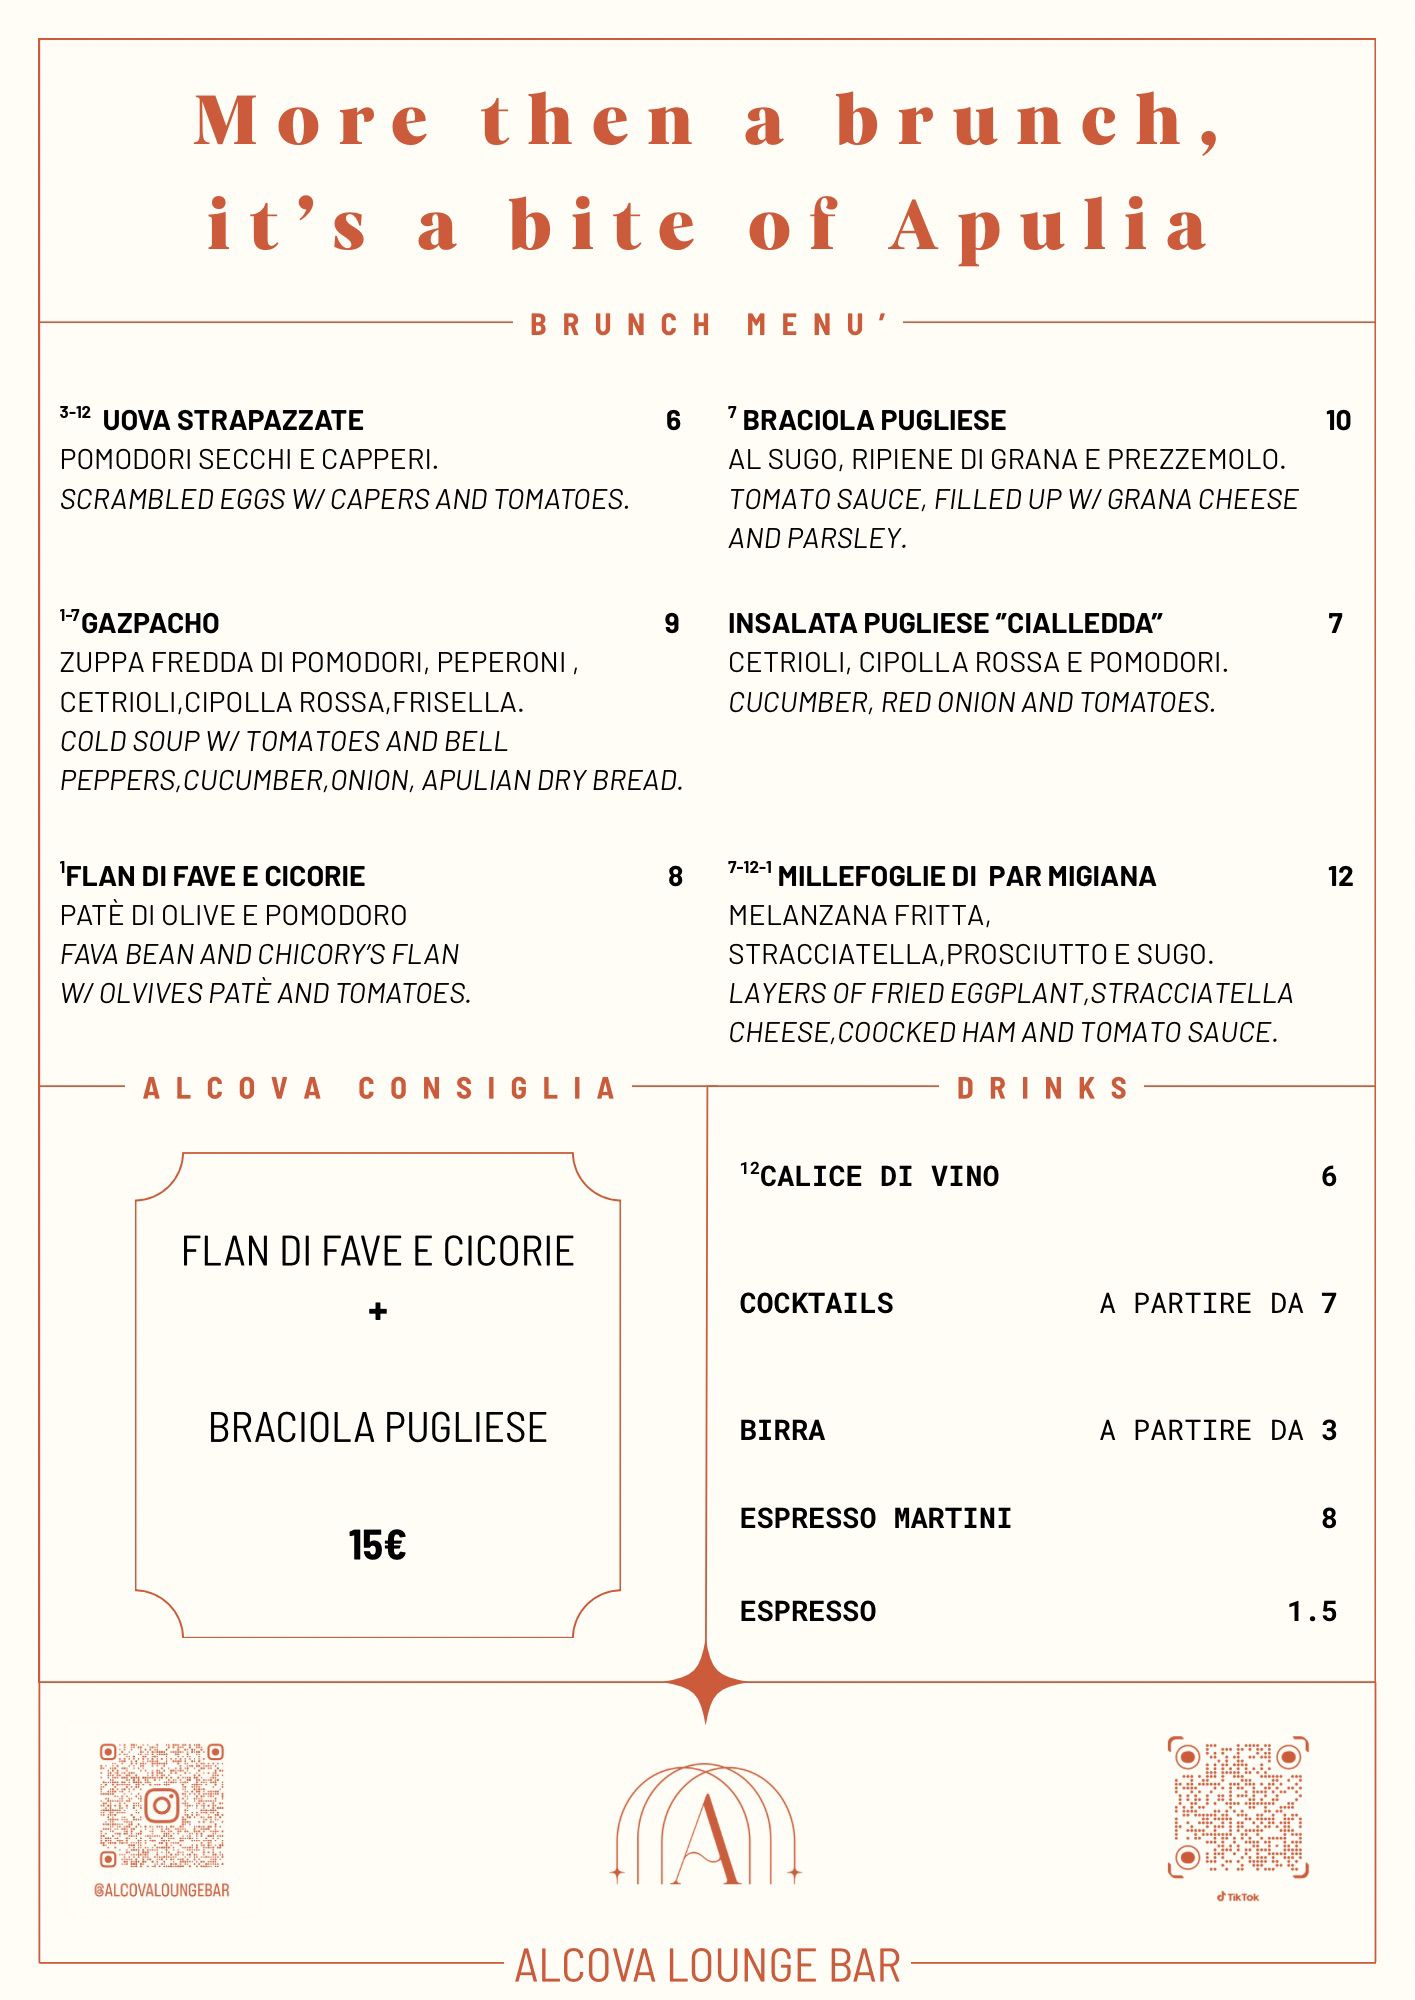 More then a brunch,
it’s a bite of Apulia
BRUNCH MENU’
3-12 UOVA STRAPAZZATE 6
POMODORI SECCHI E CAPPERI.
SCRAMBLED EGGS W/ CAPERS AND TOMATOES.
7 BRACIOLA PUGLIESE 10
AL SUGO, RIPIENE DI GRANA E PREZZEMOLO.
TOMATO SAUCE, FILLED UP W/ GRANA CHEESE
AND PARSLEY.
1-7GAZPACHO 9
ZUPPA FREDDA DI POMODORI, PEPERONI ,
CETRIOLI,CIPOLLA ROSSA,FRISELLA.
COLD SOUP W/ TOMATOES AND BELL
PEPPERS,CUCUMBER,ONION, APULIAN DRY BREAD.
INSALATA PUGLIESE “CIALLEDDA” 7
CETRIOLI, CIPOLLA ROSSA E POMODORI.
CUCUMBER, RED ONION AND TOMATOES.
1FLAN DI FAVE E CICORIE 8
PATÈ DI OLIVE E POMODORO
FAVA BEAN AND CHICORY’S FLAN
W/ OLVIVES PATÈ AND TOMATOES.
7-12-1 MILLEFOGLIE DI PAR MIGIANA 12
MELANZANA FRITTA,
STRACCIATELLA,PROSCIUTTO E SUGO.
LAYERS OF FRIED EGGPLANT,STRACCIATELLA
CHEESE,COOCKED HAM AND TOMATO SAUCE.
ALCOVA CONSIGLIA
FLAN DI FAVE E CICORIE
+
BRACIOLA PUGLIESE
15€
DRINKS
12CALICE DI VINO 6
COCKTAILS A PARTIRE DA 7
BIRRA A PARTIRE DA 3
ESPRESSO MARTINI 8
ESPRESSO 1.5
@ALCOVALOUNGEBAR
A
TikTok
ALCOVA LOUNGE BAR